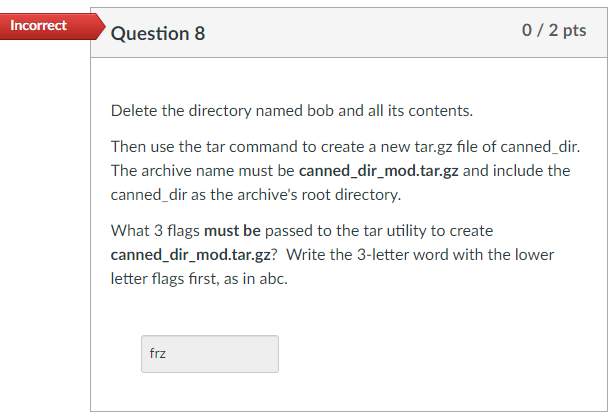 Incorrect
Question 8
0 / 2 pts
Delete the directory named bob and all its contents.
Then use the tar command to create a new tar.gz file of canned_dir.
The archive name must be canned_dir_mod.tar.gz and include the
canned_dir as the archive's root directory.
What 3 flags must be passed to the tar utility to create
canned_dir_mod.tar.gz? Write the 3-letter word with the lower
letter flags first, as in abc.
frz